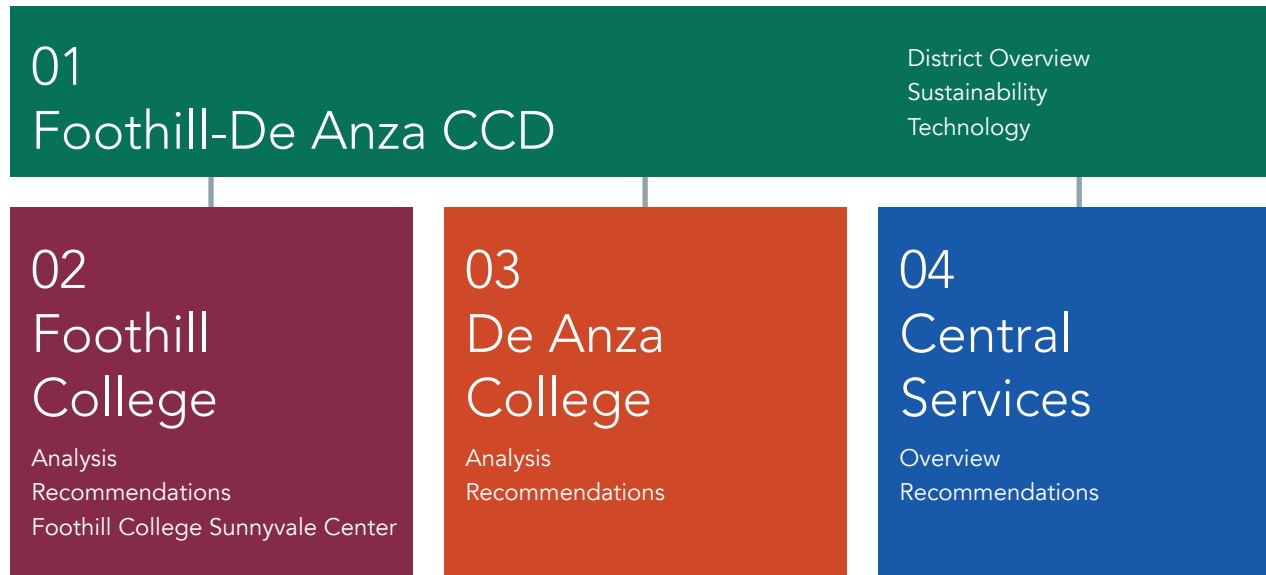 01
Foothill-De Anza CCD
District Overview
Sustainability
Technology
02
Foothill
College
Analysis
Recommendations
Foothill College Sunnyvale Center
03
De Anza
College
Analysis
Recommendations
04
Central
Services
Overview
Recommendations